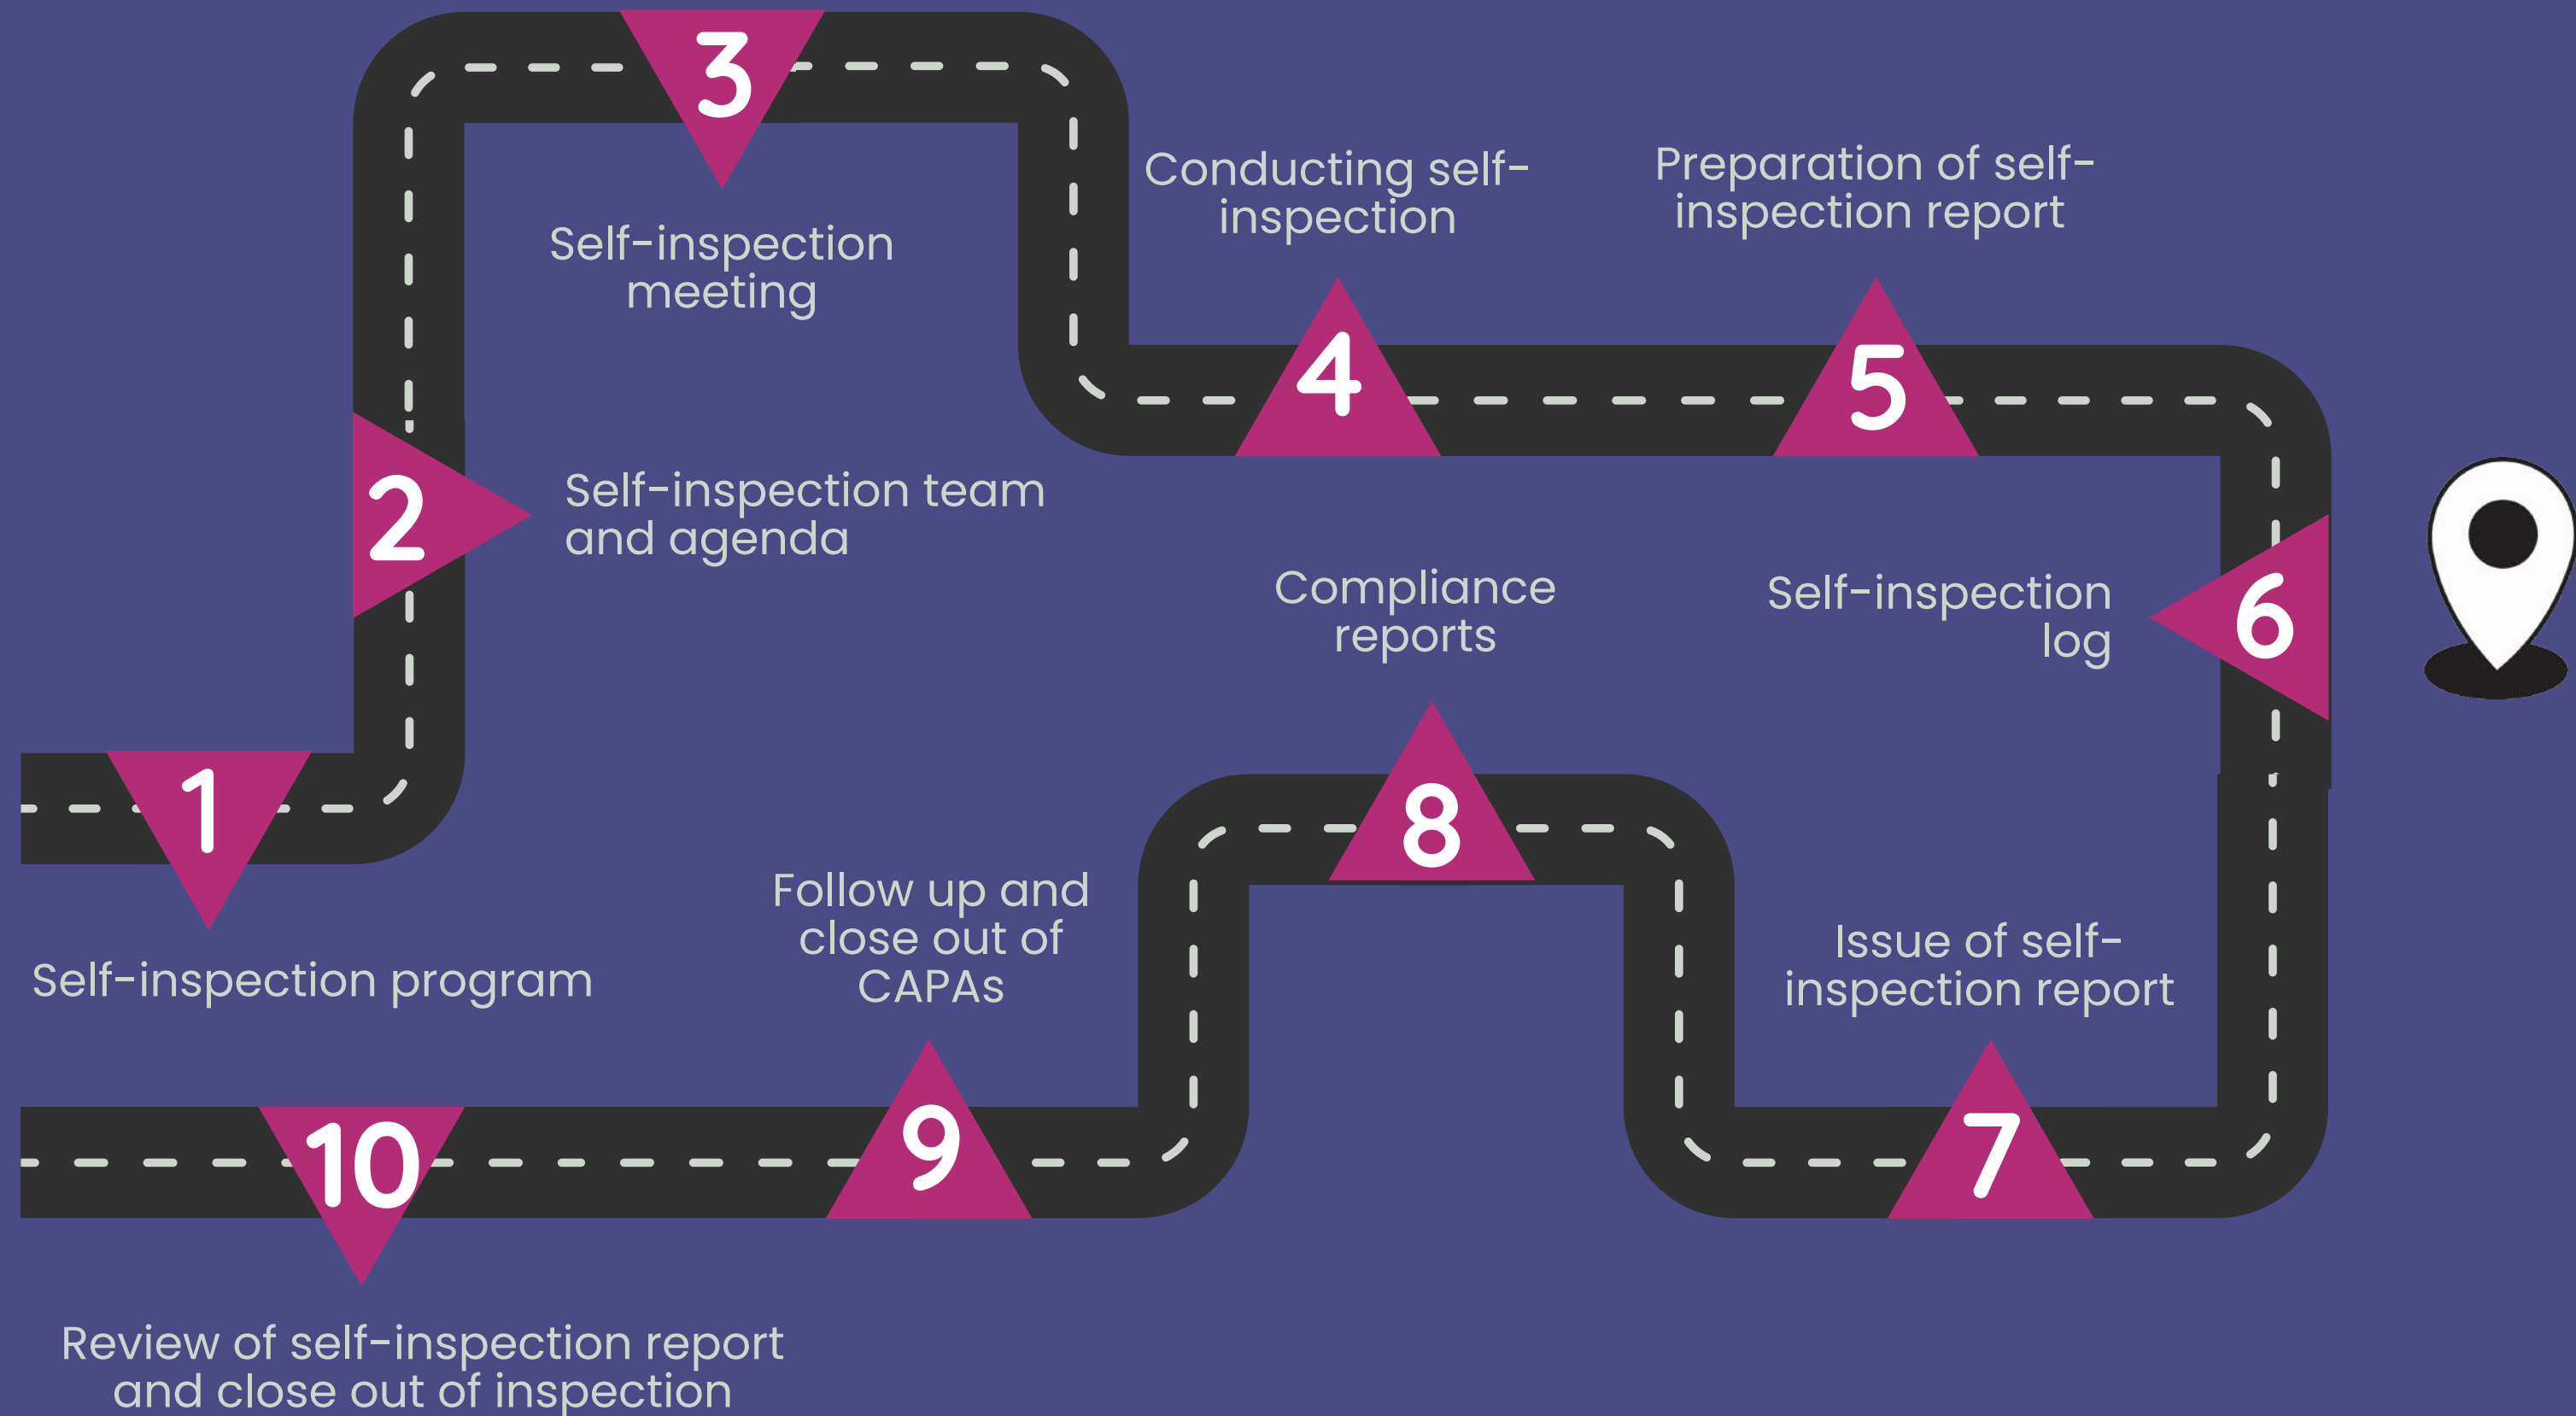 3
Self-inspection
meeting
Conducting self-
inspection
Preparation of self-
inspection report
4
5
2
Self-inspection team
and agenda
Compliance
reports
Self-inspection
log
6
1
Self-inspection program
8
Follow up and
close out of
CAPAs
Issue of self-
inspection report
10
9
7
Review of self-inspection report
and close out of inspection